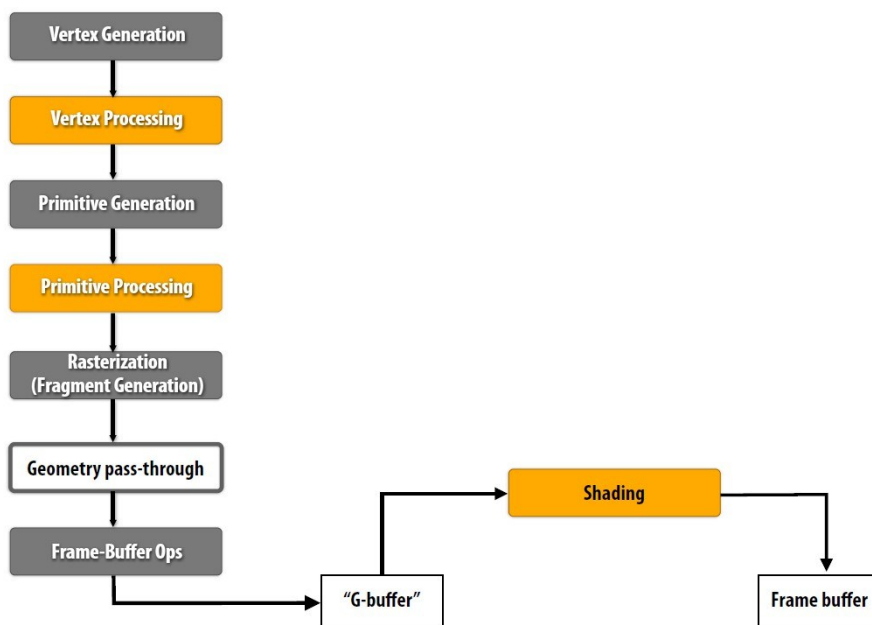 Vertex Generation
Vertex Processing
Primitive Generation
Primitive Processing
Rasterization
(Fragment Generation)
Geometry pass-through
Frame-Buffer Ops
“G-buffer”
Shading
Frame buffer